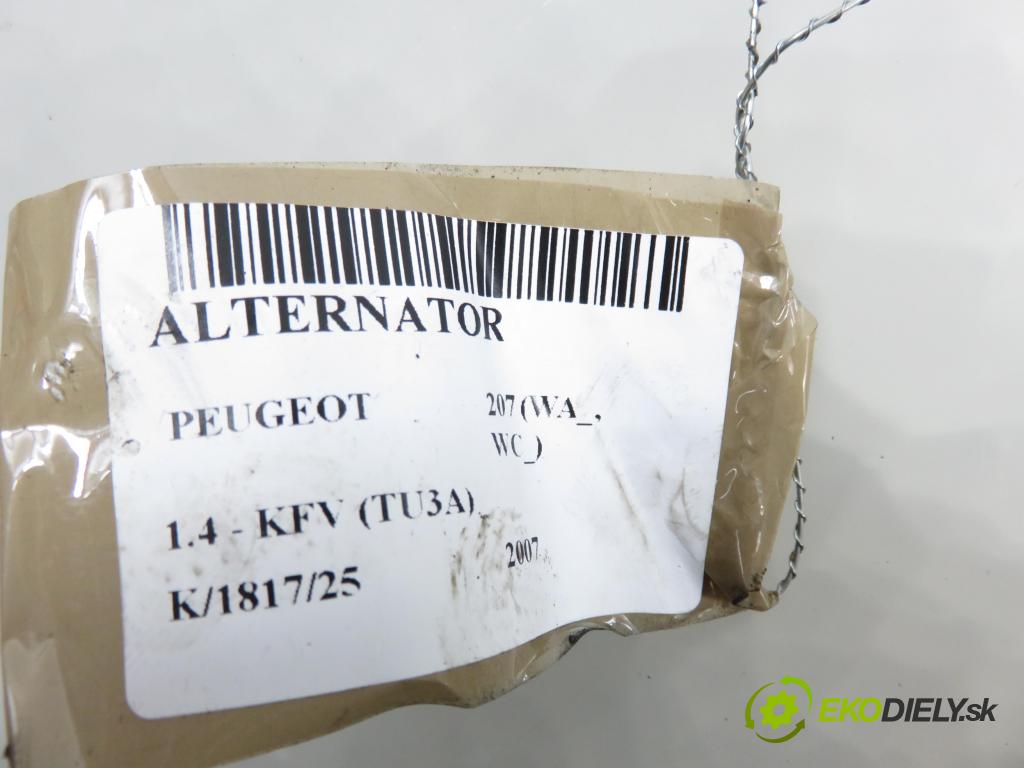 ALTERNATOR
PEUGEOT 207 (WA_,
WC_)
1.4 - KFV (TU3A)
2007
K/1817/25
EKODIELY.sk